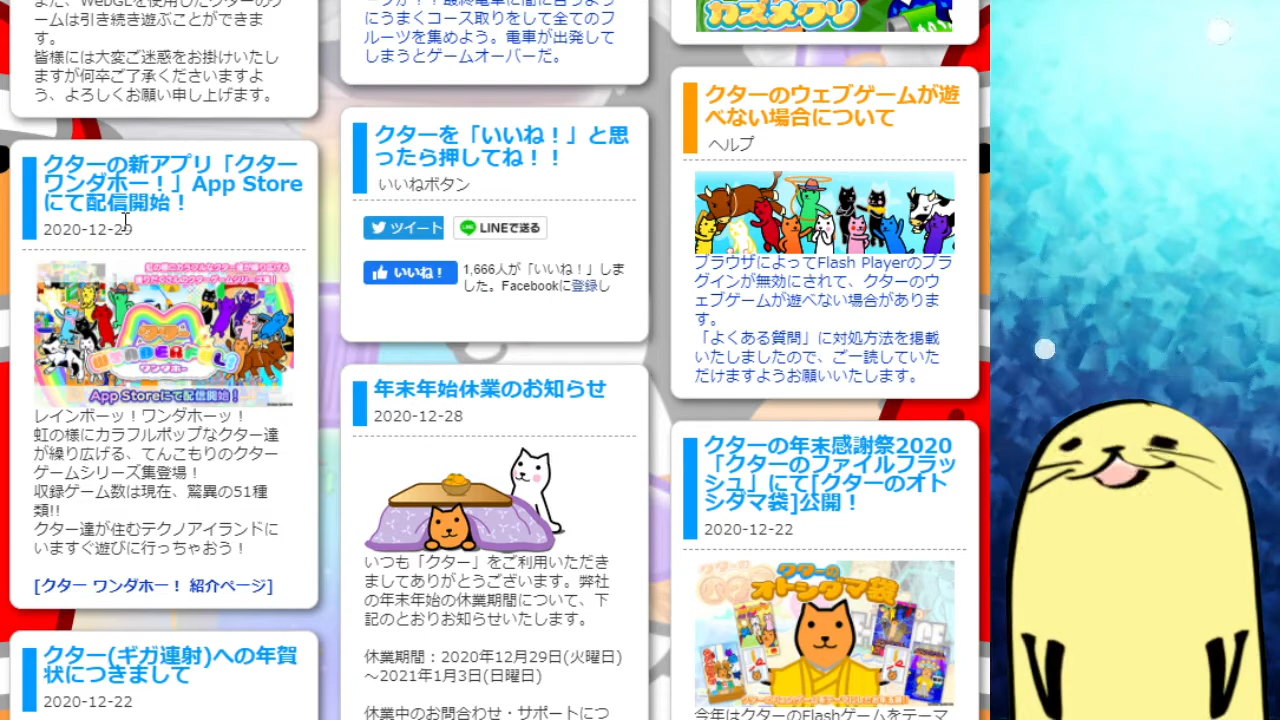 また、WebGLを使用したクターのゲ
ームは引き続き遊ぶことができま
す。
皆様には大変ご迷惑をお掛けいたし
ますが何卒ご了承くださいますよ
う、よろしくお願い申し上げます。
クターの新アプリ「クター
ワンダホー！」App Store
にて配信開始！
2020-12-29
虹の様にカラフルなクター達が繰り広げる
クター
WONDERFUL!
ワンダホー
App Storeにて配信開始！
レインボーッ！ワンダホーッ！
虹の様にカラフルポップなクター達
が繰り広げる、てんこもりのクター
ゲームシリーズ集登場！
収録ゲーム数は現在、驚異の51種
類!!
クター達が住むテクノアイランドに
いますぐ遊びに行っちゃおう！
[クター ワンダホー！ 紹介ページ]
クター(ギガ連射)への年賀
状につきまして
2020-12-22
にうまくコース取りをして全てのフ
ルーツを集めよう。電車が出発して
しまうとゲームオーバーだ。
クターを「いいね！」と思
ったら押してね！！
いいねボタン
ツイート
LINEで送る
いいね！
1,666人が「いいね！」しま
した。Facebookに登録し
年末年始休業のお知らせ
2020-12-28
いつも「クター」をご利用いただき
ましてありがとうございます。弊社
の年末年始の休業期間について、下
記のとおりお知らせいたします。
休業期間：2020年12月29日(火曜日)
～2021年1月3日(日曜日)
休業中のお問合わせ・サポートにつ
カズメクリ
クターのウェブゲームが遊
べない場合について
ヘルプ
ブラウザによってFlash Playerのプラ
グインが無効にされて、クターのウ
ェブゲームが遊べない場合がありま
す。
「よくある質問」に対処方法を掲載
いたしましたので、ご一読していた
だけますようお願いいたします。
クターの年末感謝祭2020
「クターのファイルフラッ
シュ」にて[クターのオト
シダマ袋]公開！
2020-12-22
クターの
オトシダマ袋
今年はクターのFlashゲームをテーマ